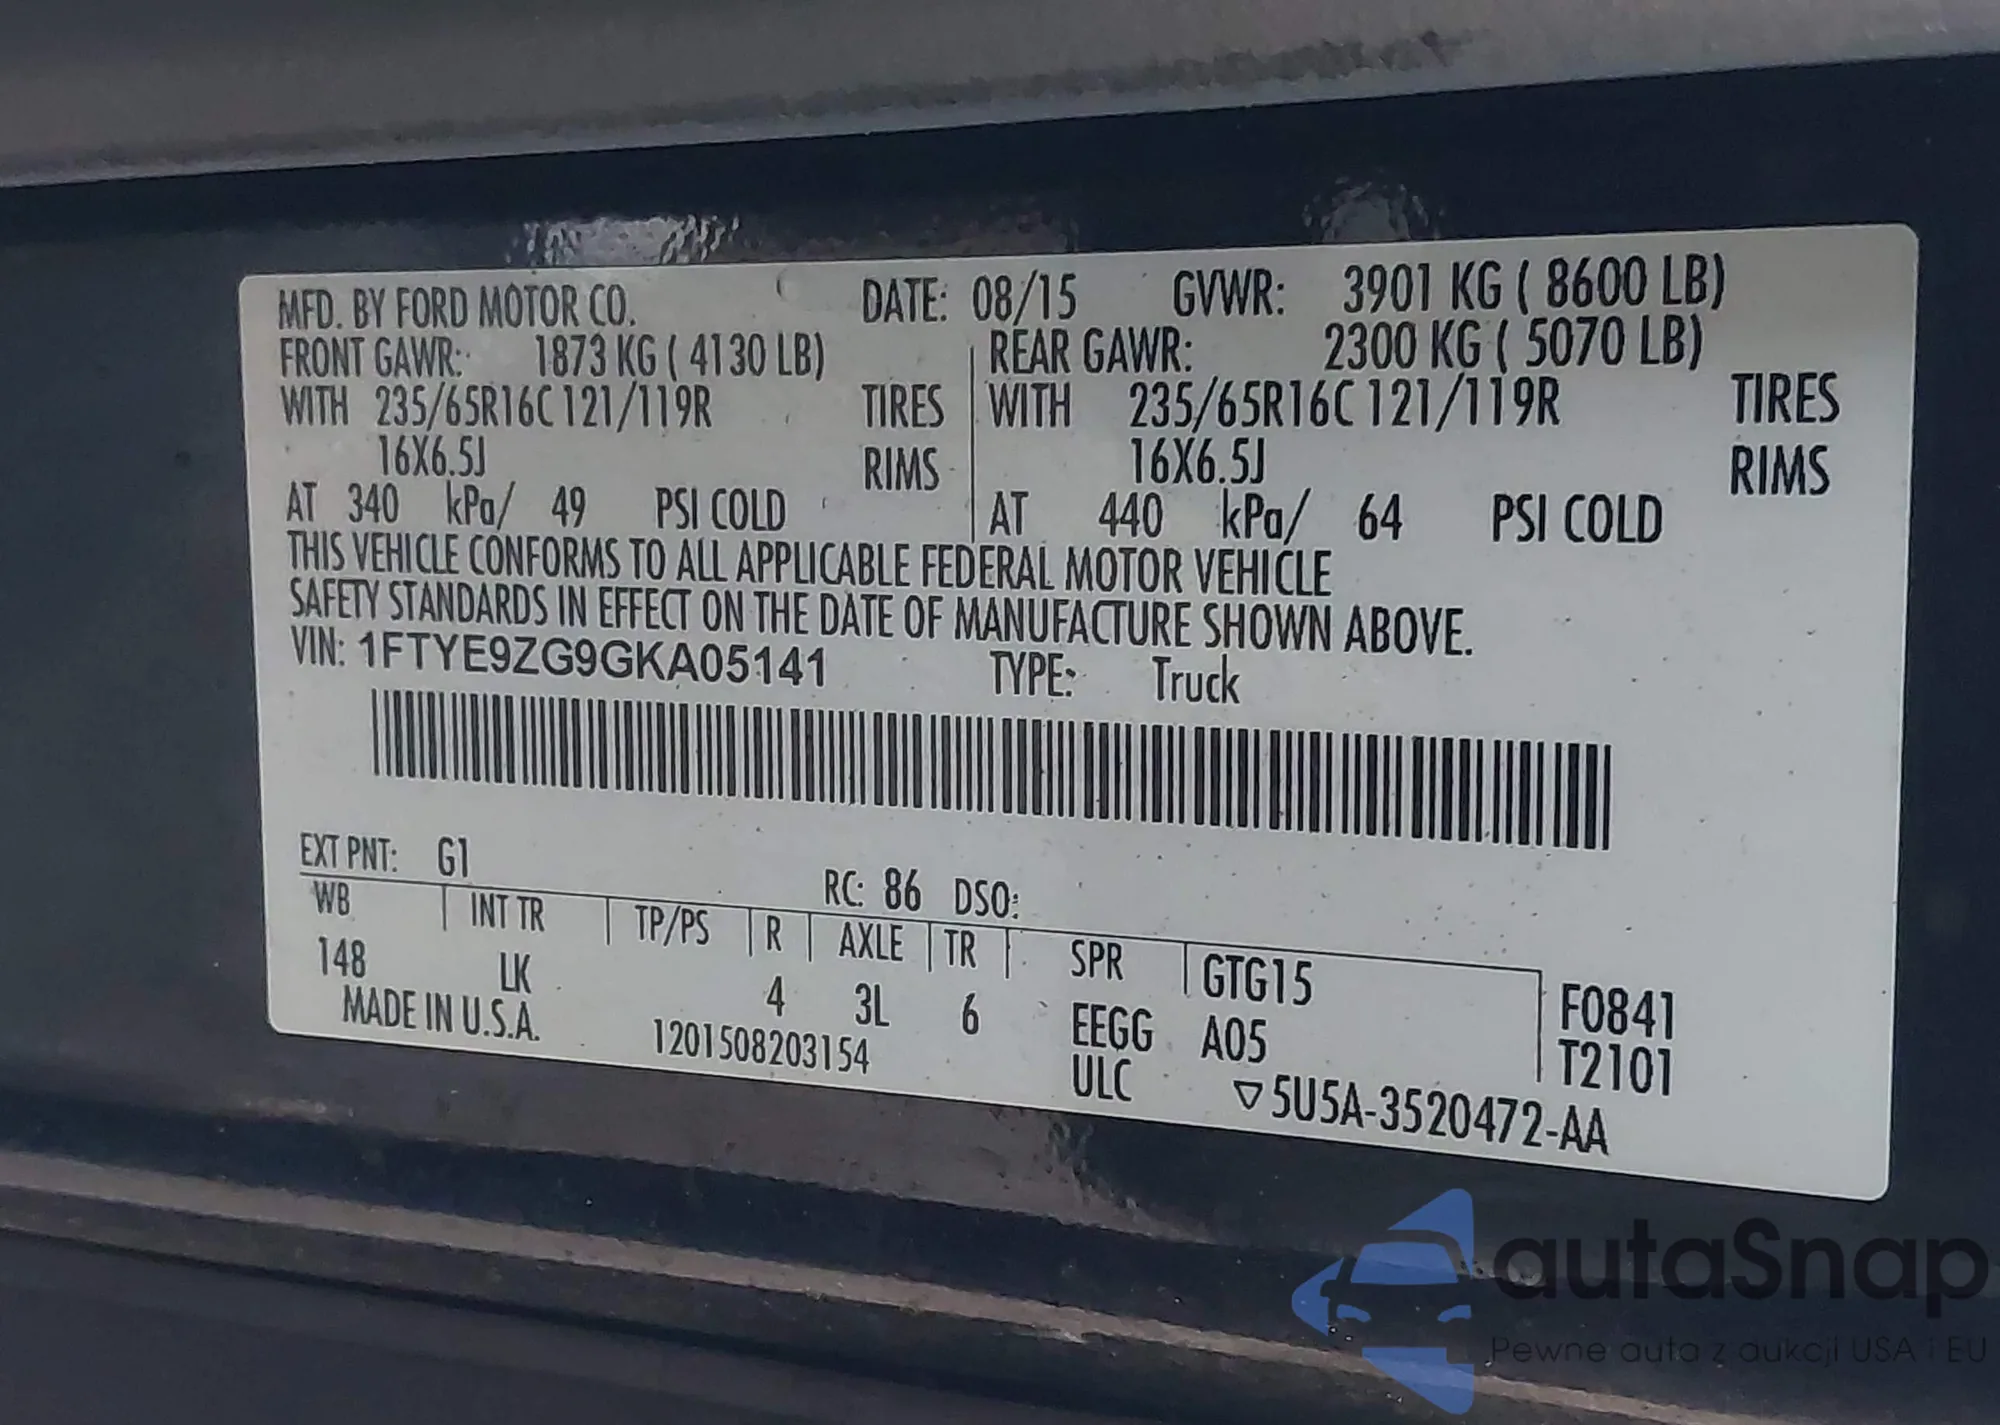 MFD. BY FORD MOTOR CO. DATE: 08/15 GVWR: 3901 KG ( 8600 LB)
FRONT GAWR: 1873 KG ( 4130 LB) REAR GAWR: 2300 KG ( 5070 LB)
WITH 235/65R16C 121/119R TIRES WITH 235/65R16C 121/119R TIRES
16X6.5J RIMS 16X6.5J RIMS
AT 340 kPa/ 49 PSI COLD AT 440 kPa/ 64 PSI COLD
THIS VEHICLE CONFORMS TO ALL APPLICABLE FEDERAL MOTOR VEHICLE
SAFETY STANDARDS IN EFFECT ON THE DATE OF MANUFACTURE SHOWN ABOVE.
VIN: 1FTYE9ZG9GKA05141 TYPE: Truck
EXT PNT: G1 RC: 86 DSO:
WB INT TR TP/PS R AXLE TR SPR GTG15 F0841
148 LK 4 3L 6 EEGG A05 T2101
MADE IN U.S.A. 1201508203154 ULC ▽5U5A-3520472-AA
autaSnap
Pewne auta z aukcji USA i EU